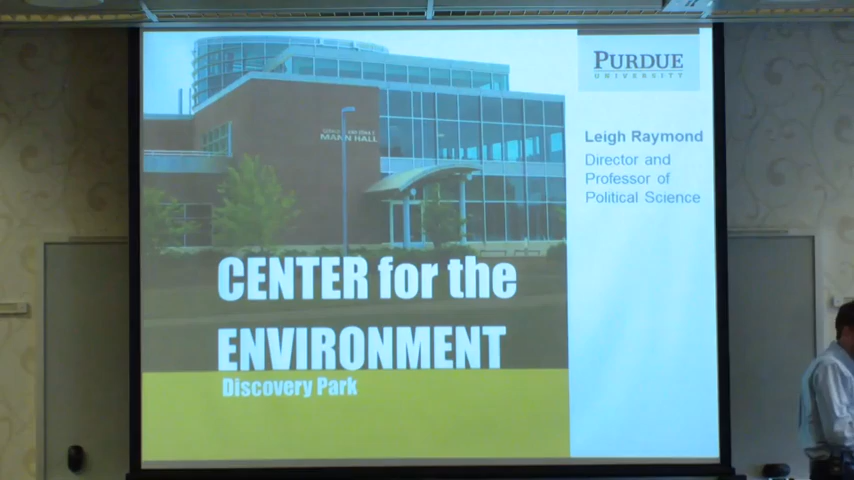 PURDUE
UNIVERSITY
Leigh Raymond
Director and
Professor of
Political Science
MANN HALL
CENTER for the
ENVIRONMENT
Discovery Park